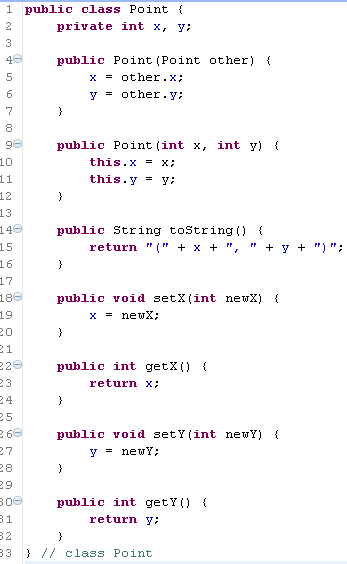 1 public class Point {
2     private int x, y;
3
4     public Point(Point other) {
5         x = other.x;
6         y = other.y;
7     }
8
9     public Point(int x, int y) {
10         this.x = x;
11         this.y = y;
12     }
13
14     public String toString() {
15         return "(" + x + ", " + y + ")";
16     }
17
18     public void setX(int newX) {
19         x = newX;
20     }
21
22     public int getX() {
23         return x;
24     }
25
26     public void setY(int newY) {
27         y = newY;
28     }
29
30     public int getY() {
31         return y;
32     }
33 } // class Point